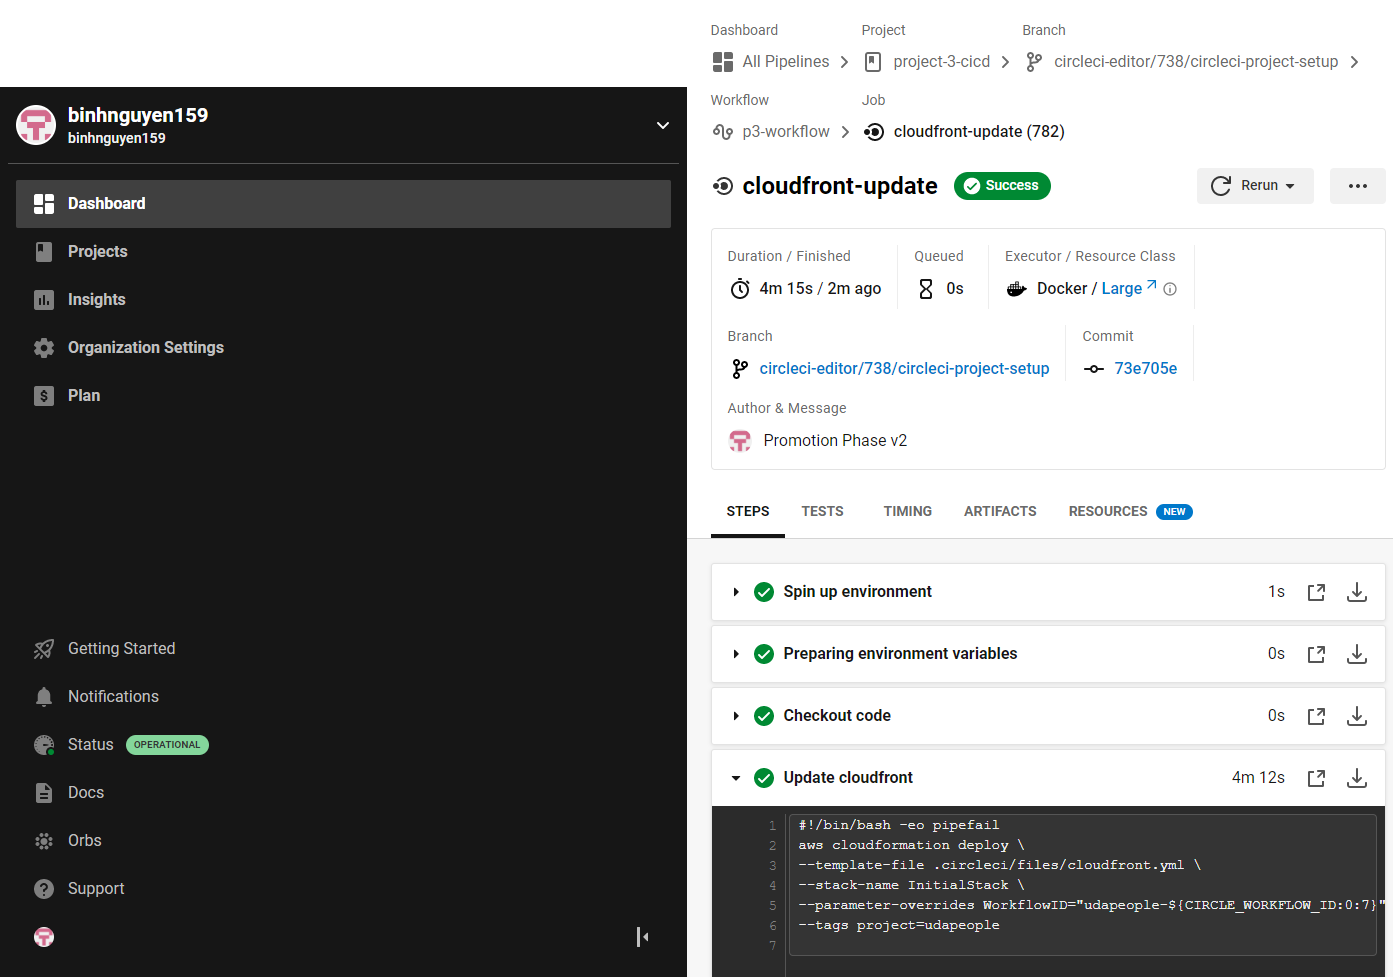 binhnguyen159
binhnguyen159
Dashboard
Projects
Insights
Organization Settings
Plan
Getting Started
Notifications
Status OPERATIONAL
Docs
Orbs
Support
Dashboard Project Branch
All Pipelines project-3-cicd circleci-editor/738/circleci-project-setup
Workflow Job
p3-workflow cloudfront-update (782)
cloudfront-update Success Rerun
Duration / Finished Queued Executor / Resource Class
4m 15s / 2m ago 0s Docker / Large
Branch Commit
circleci-editor/738/circleci-project-setup 73e705e
Author & Message
Promotion Phase v2
STEPS TESTS TIMING ARTIFACTS RESOURCES NEW
Spin up environment 1s
Preparing environment variables 0s
Checkout code 0s
Update cloudfront 4m 12s
1 #!/bin/bash -eo pipefail
2 aws cloudformation deploy \
3 --template-file .circleci/files/cloudfront.yml \
4 --stack-name InitialStack \
5 --parameter-overrides WorkflowID="udapeople-${CIRCLE_WORKFLOW_ID:0:7}"
6 --tags project=udapeople
7